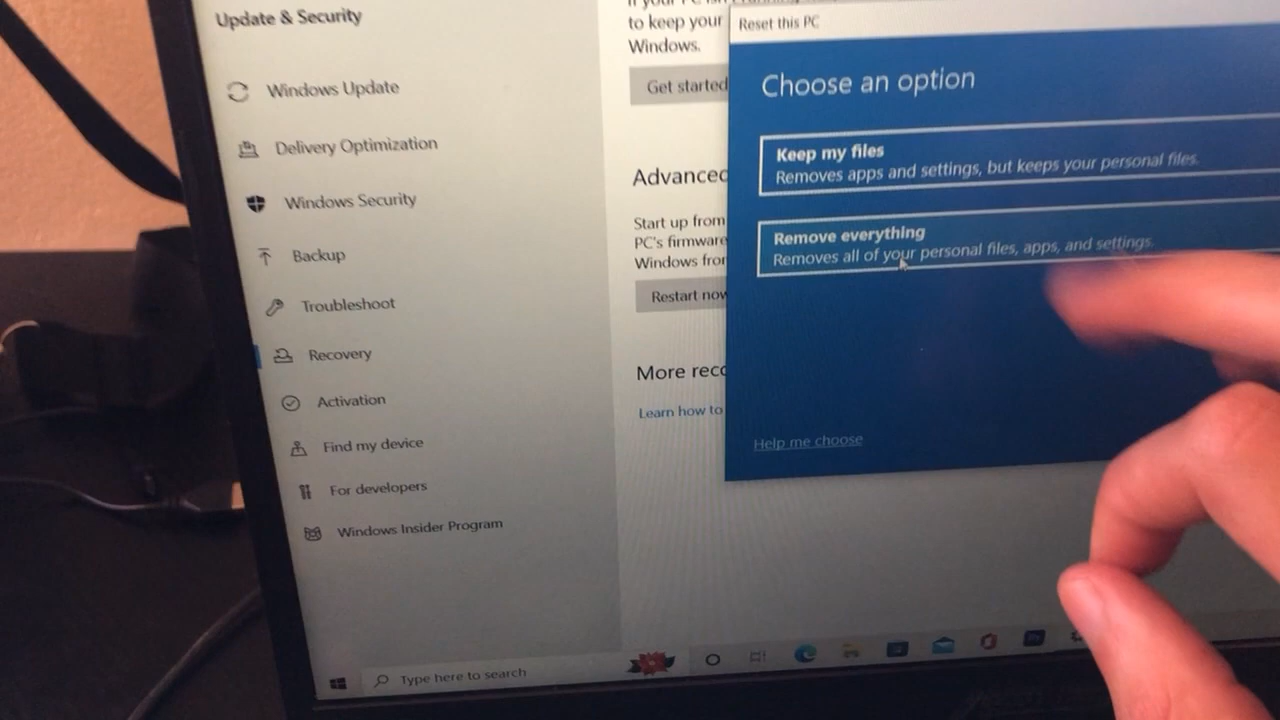 Update & Security
Windows Update
Delivery Optimization
Windows Security
Backup
Troubleshoot
Recovery
Activation
Find my device
For developers
Windows Insider Program
to keep your
Windows.
Get started
Advanced
Start up from
PC's firmware
Windows from
Restart now
More reco
Learn how to
Reset this PC
Choose an option
Keep my files
Removes apps and settings, but keeps your personal files.
Remove everything
Removes all of your personal files, apps, and settings.
Help me choose
Type here to search